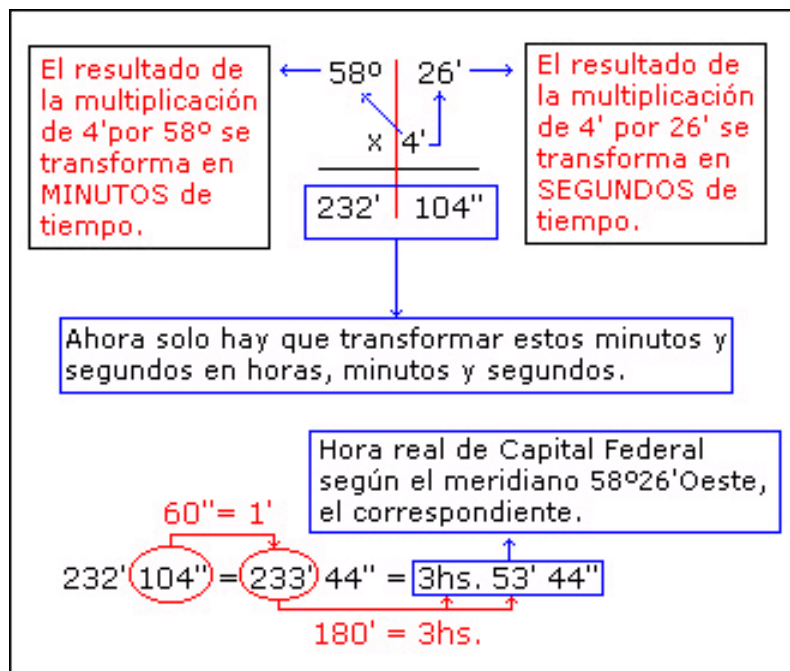 El resultado de
la multiplicación
de 4'por 58º se
transforma en
MINUTOS de
tiempo.
58º 26'
x 4'
232' 104"
El resultado de
la multiplicación
de 4' por 26' se
transforma en
SEGUNDOS de
tiempo.
Ahora solo hay que transformar estos minutos y
segundos en horas, minutos y segundos.
Hora real de Capital Federal
según el meridiano 58º26'Oeste,
el correspondiente.
60"= 1'
232' 104" = 233' 44" = 3hs. 53' 44"
180' = 3hs.